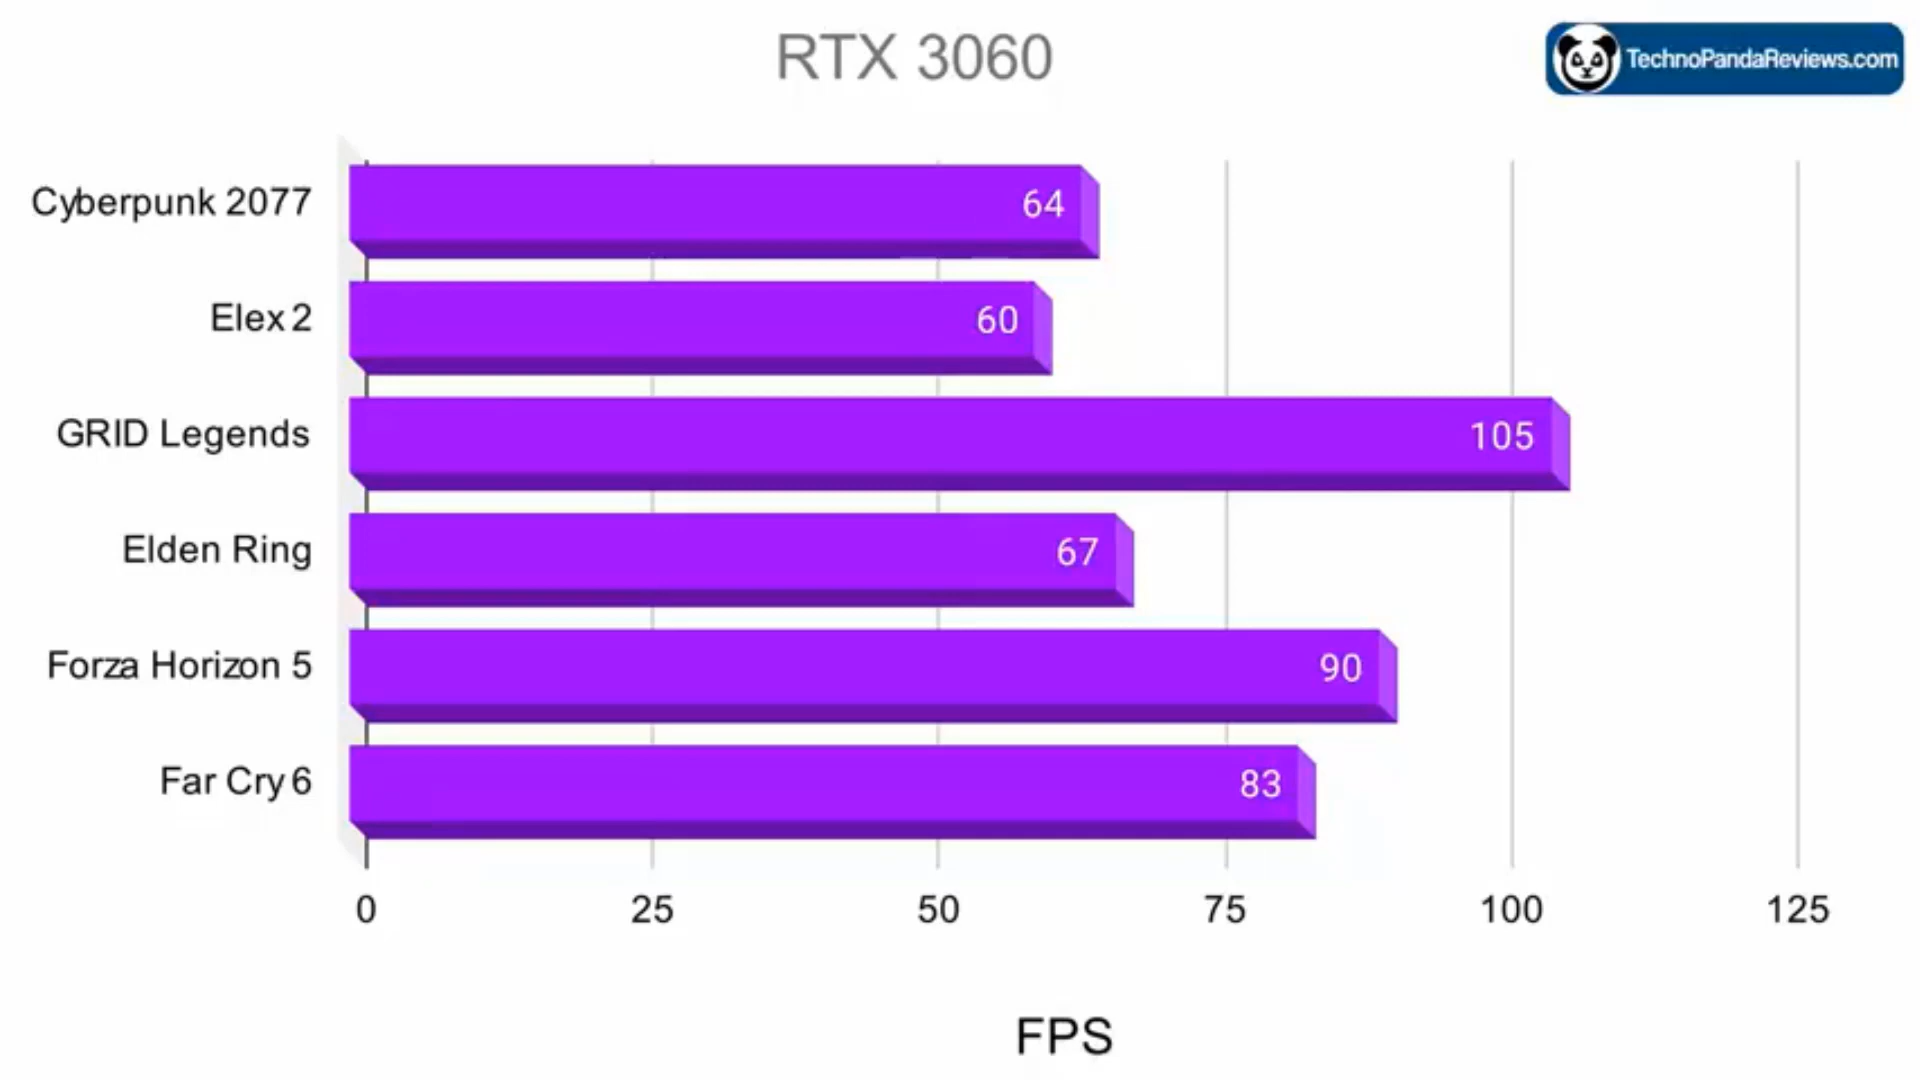 RTX 3060
TechnoPandaReviews.com
Cyberpunk 2077
64
Elex 2
60
GRID Legends
105
Elden Ring
67
Forza Horizon 5
90
Far Cry 6
83
0 25 50 75 100 125
FPS